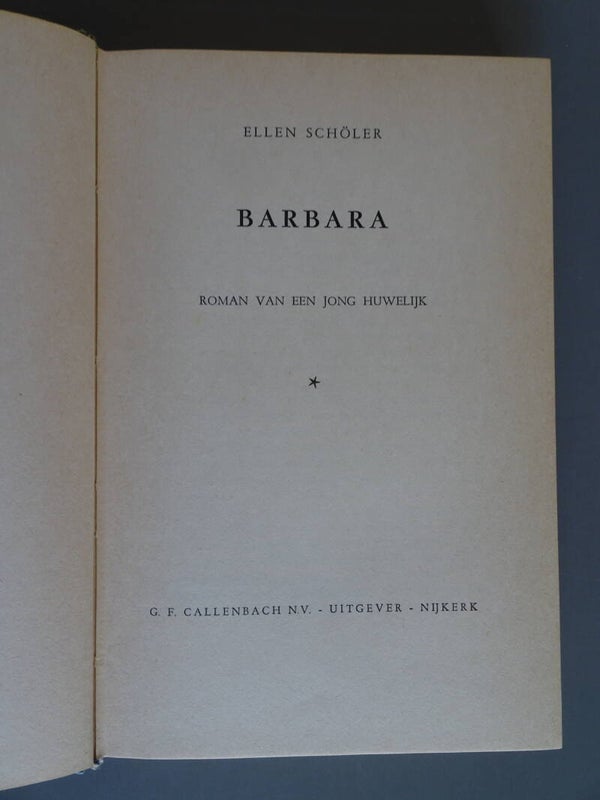 ELLEN SCHÖLER
BARBARA
ROMAN VAN EEN JONG HUWELIJK
G. F. CALLENBACH N.V. - UITGEVER - NIJKERK